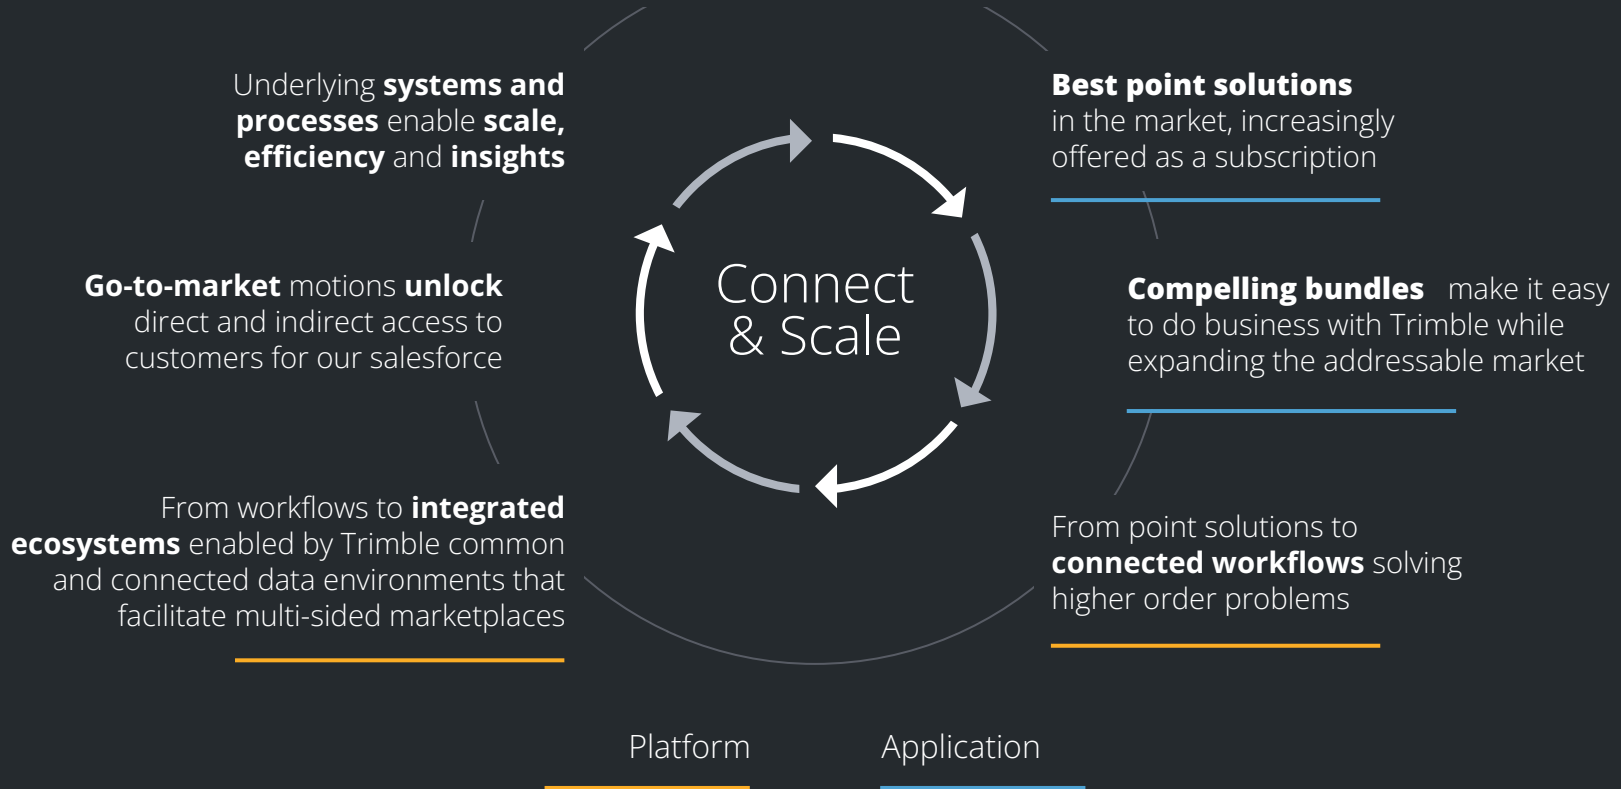 Underlying systems and
processes enable scale,
efficiency and insights
Best point solutions
in the market, increasingly
offered as a subscription
Go-to-market motions unlock
direct and indirect access to
customers for our salesforce
Connect
& Scale
Compelling bundles make it easy
to do business with Trimble while
expanding the addressable market
From workflows to integrated
ecosystems enabled by Trimble common
and connected data environments that
facilitate multi-sided marketplaces
From point solutions to
connected workflows solving
higher order problems
Platform
Application